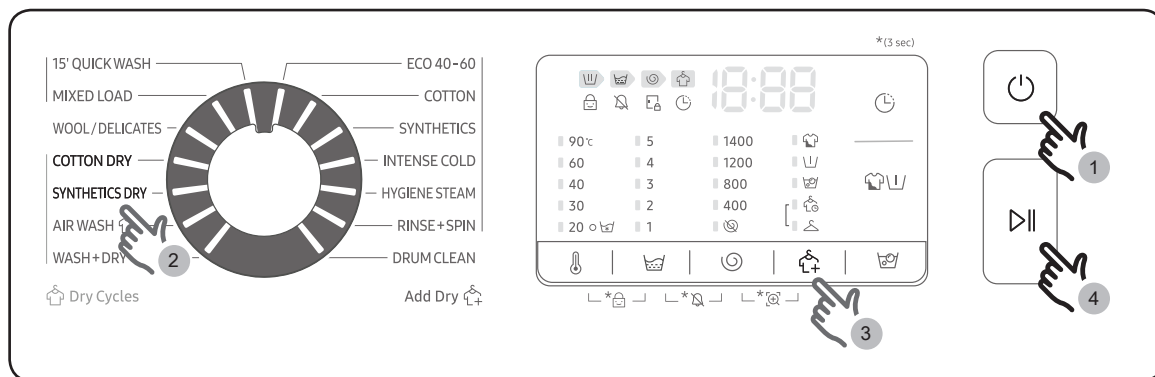 *(3 sec)
15' QUICK WASH
ECO 40-60
MIXED LOAD
COTTON
WOOL/DELICATES
SYNTHETICS
COTTON DRY
INTENSE COLD
SYNTHETICS DRY
HYGIENE STEAM
AIR WASH
RINSE+SPIN
WASH+DRY
DRUM CLEAN
Dry Cycles
Add Dry
2
18:88
90℃ 5 1400
60 4 1200
40 3 800
30 2 400
20 1
* * *
3
1
4